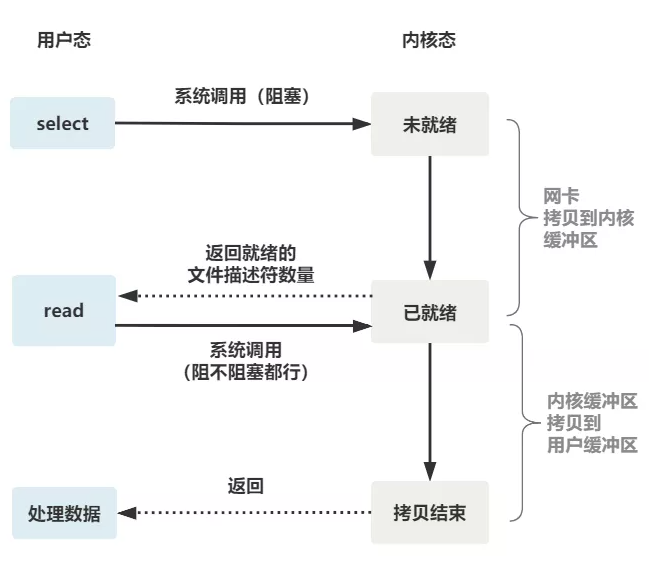 用户态
内核态
系统调用（阻塞）
select
未就绪
网卡
拷贝到内核
缓冲区
返回就绪的
文件描述符数量
read
已就绪
系统调用
（阻不阻塞都行）
内核缓冲区
拷贝到
用户缓冲区
返回
处理数据
拷贝结束